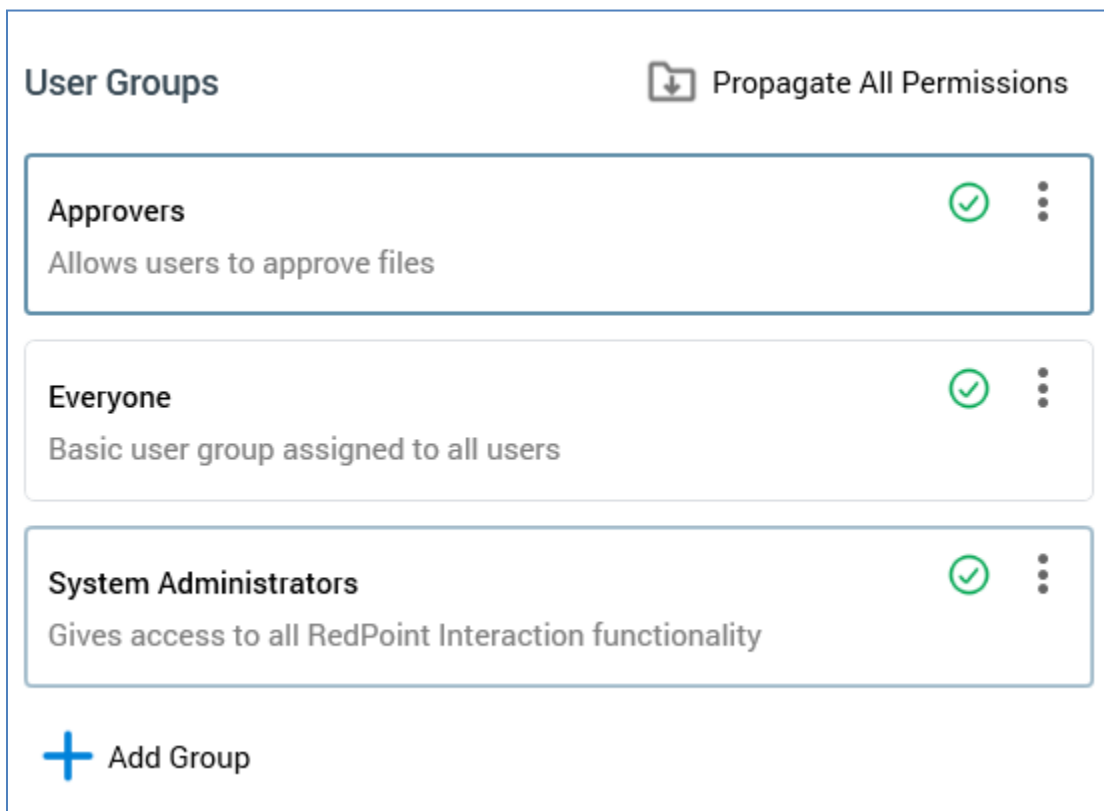 User Groups
Propagate All Permissions
Approvers
Allows users to approve files
Everyone
Basic user group assigned to all users
System Administrators
Gives access to all RedPoint Interaction functionality
Add Group